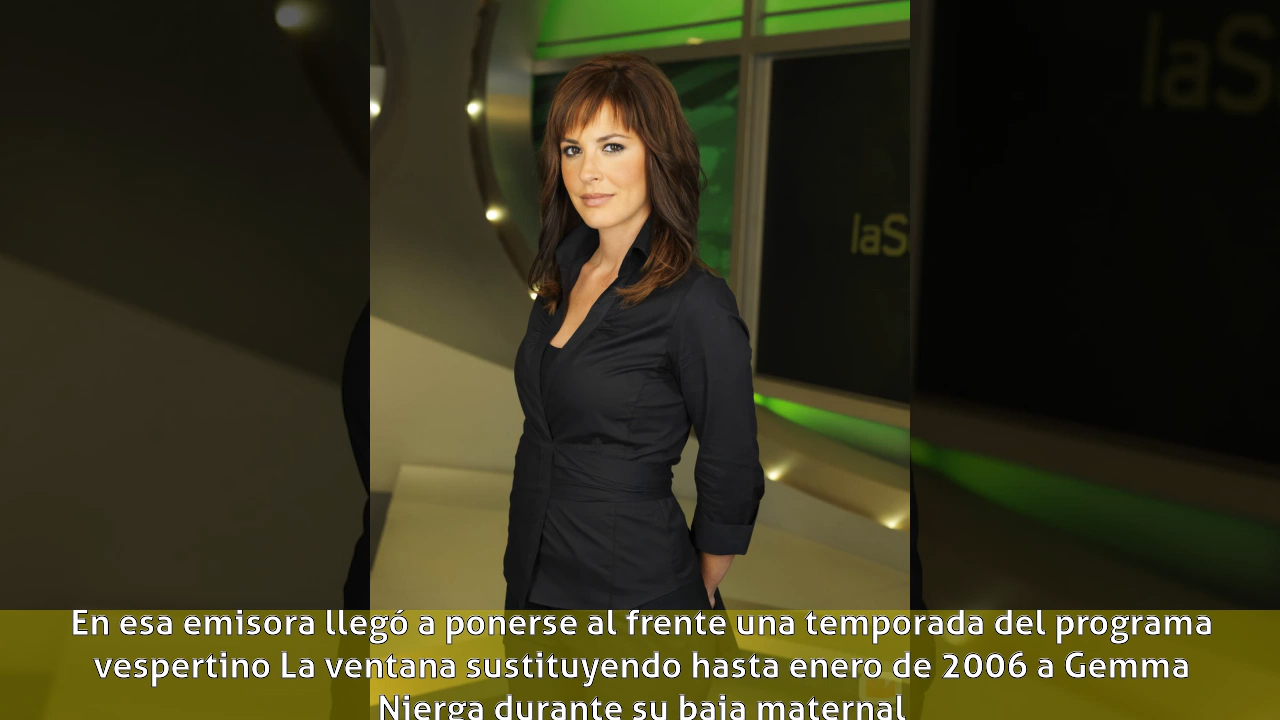 laS
laS
En esa emisora llegó a ponerse al frente una temporada del programa
vespertino La ventana sustituyendo hasta enero de 2006 a Gemma
Nierga durante su baja maternal